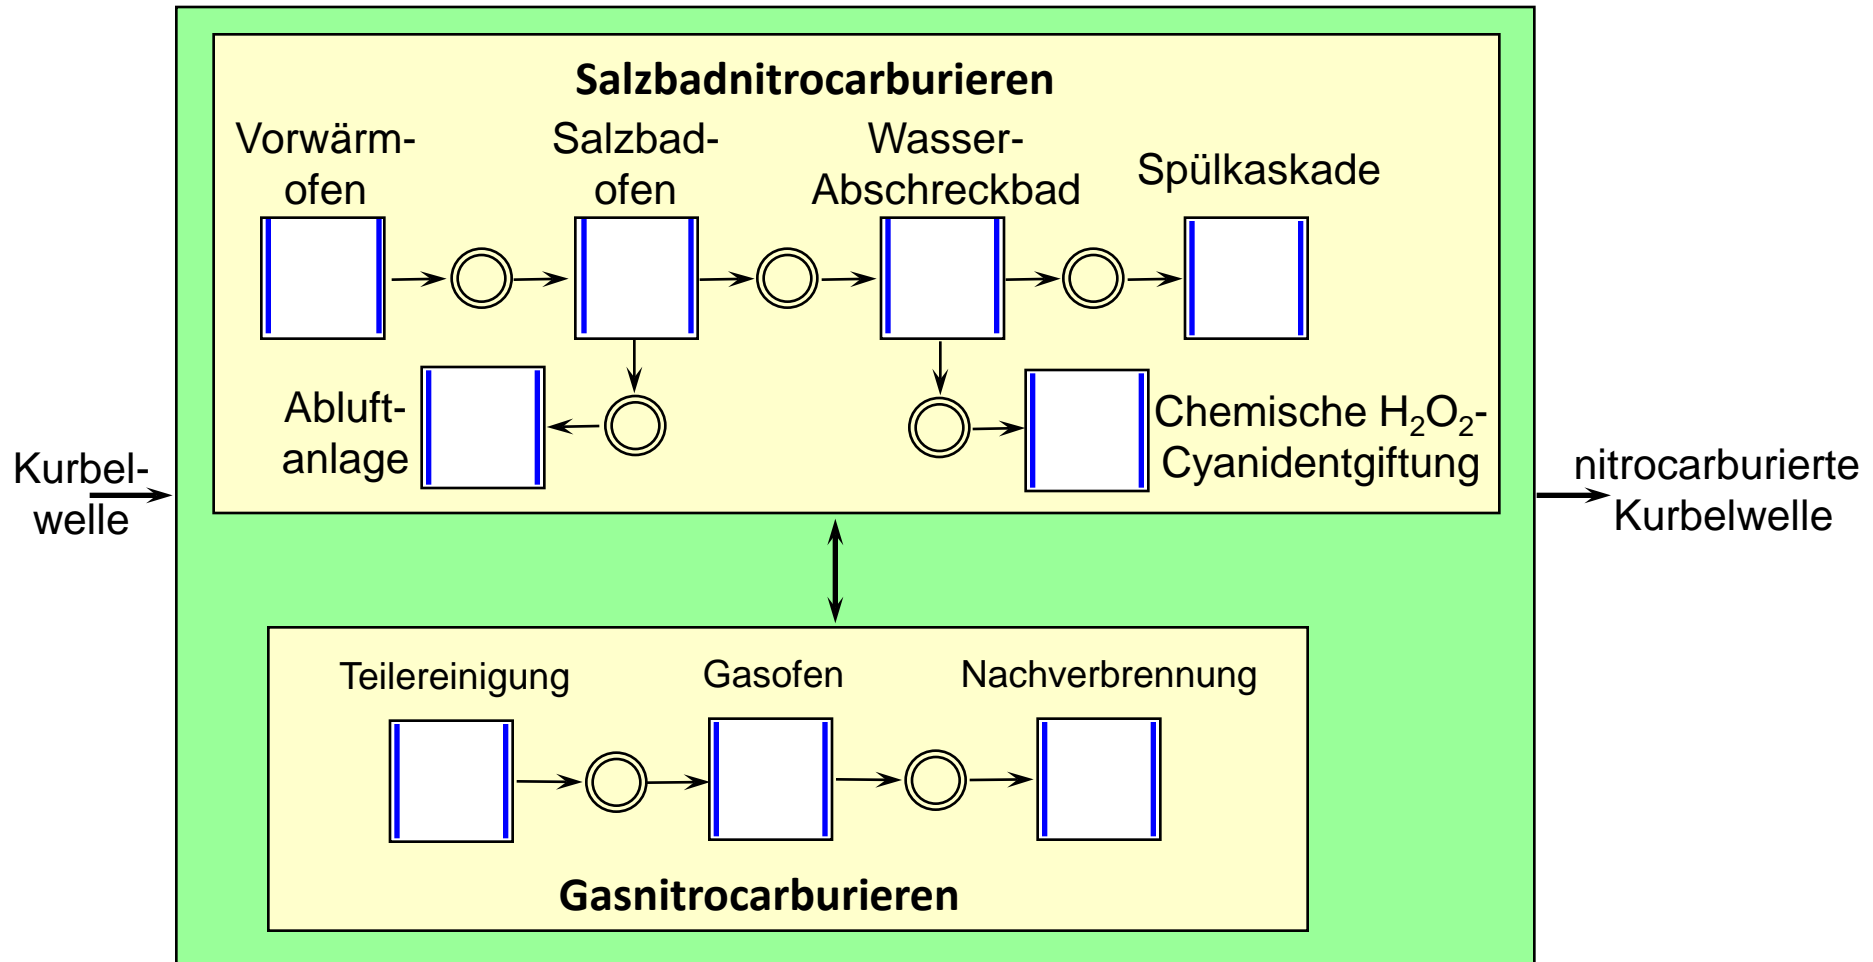 Salzbadnitrocarburieren
Vorwärm-
ofen
Salzbad-
ofen
Wasser-
Abschreckbad
Spülkaskade
Abluft-
anlage
Chemische H₂O₂-
Cyanidentgiftung
Kurbel-
welle
nitrocarburierte
Kurbelwelle
Teilereinigung
Gasofen
Nachverbrennung
Gasnitrocarburieren